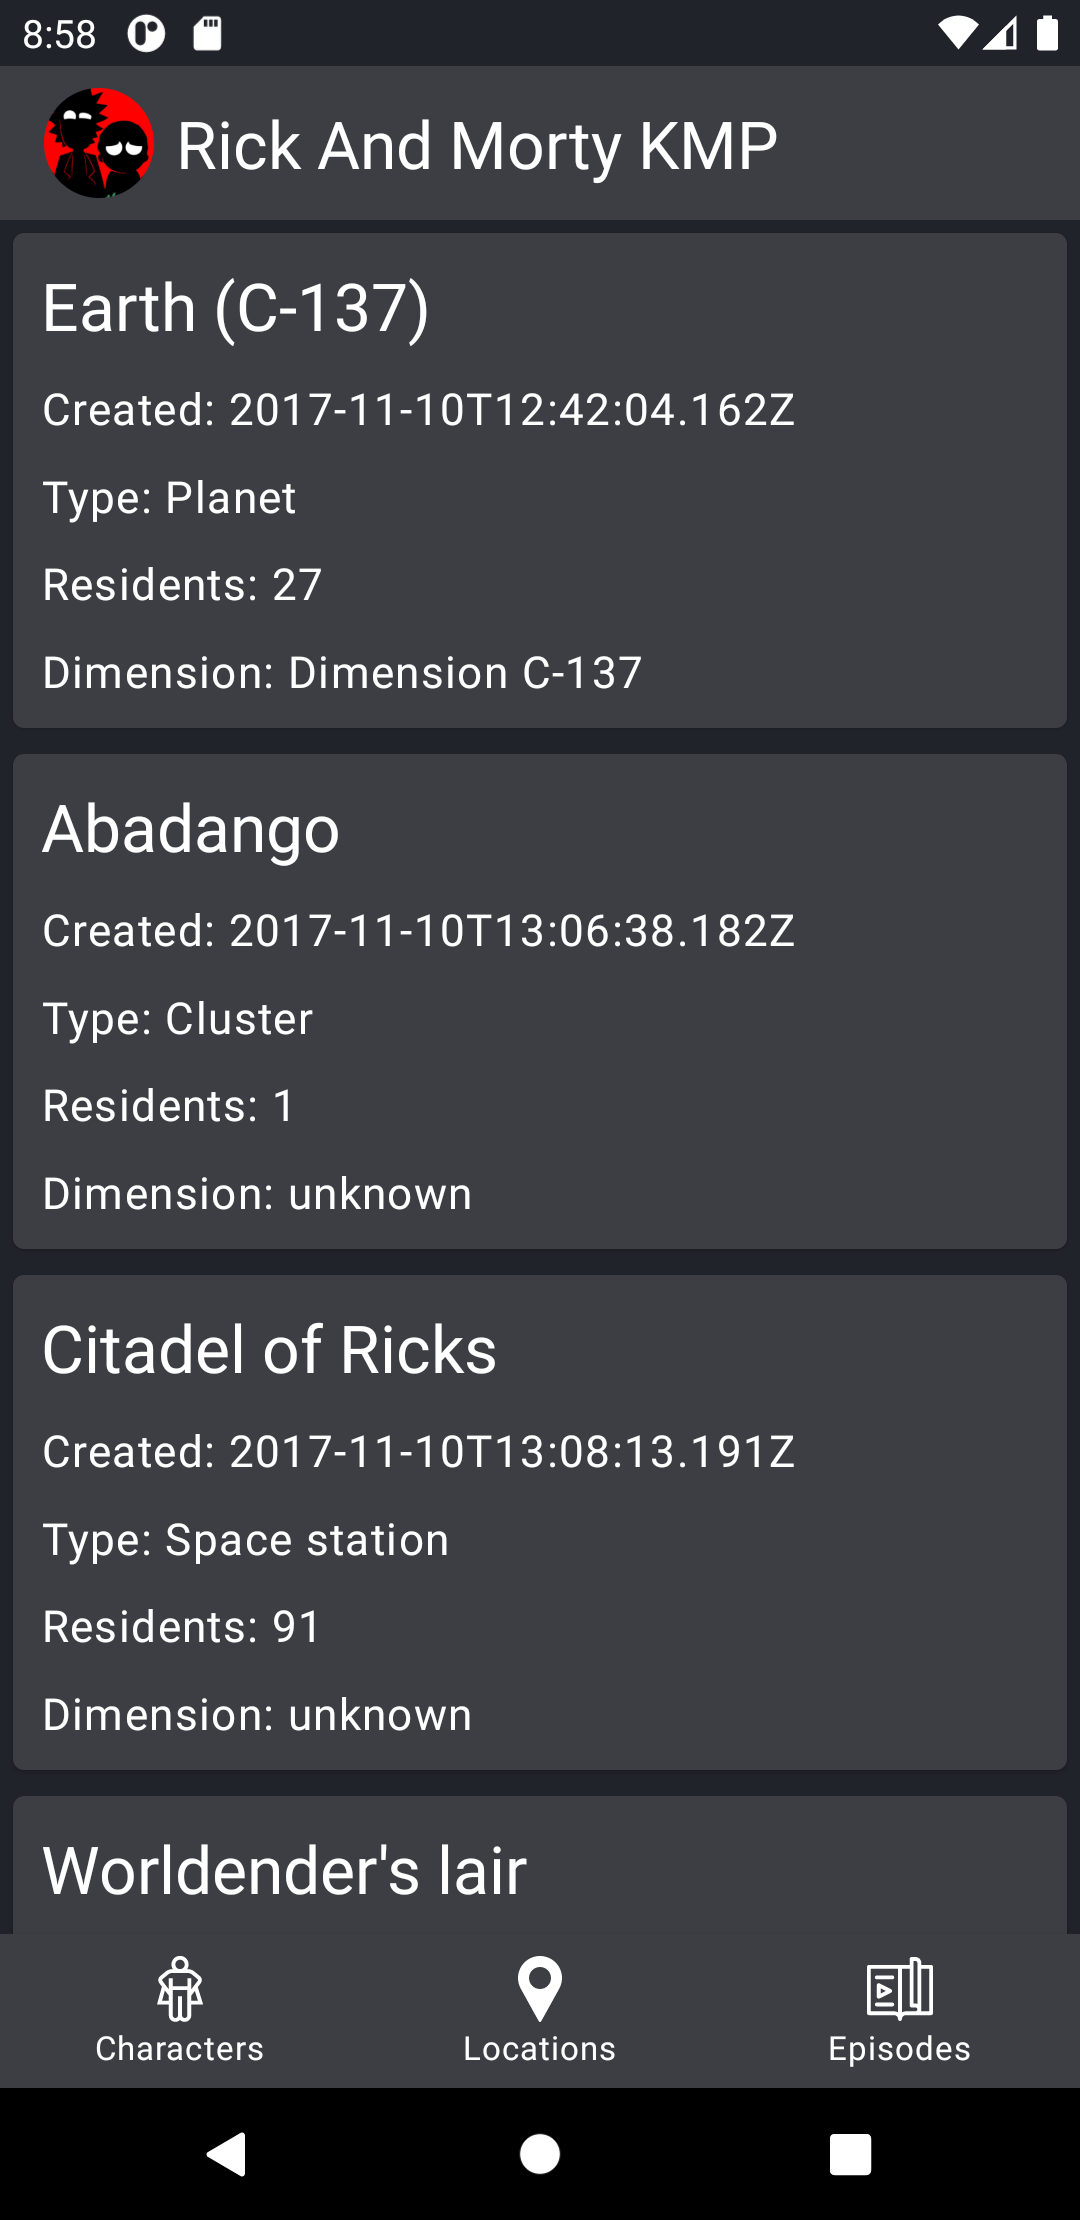 8:58
Rick And Morty KMP
Earth (C-137)
Created: 2017-11-10T12:42:04.162Z
Type: Planet
Residents: 27
Dimension: Dimension C-137
Abadango
Created: 2017-11-10T13:06:38.182Z
Type: Cluster
Residents: 1
Dimension: unknown
Citadel of Ricks
Created: 2017-11-10T13:08:13.191Z
Type: Space station
Residents: 91
Dimension: unknown
Worldender's lair
Characters
Locations
Episodes